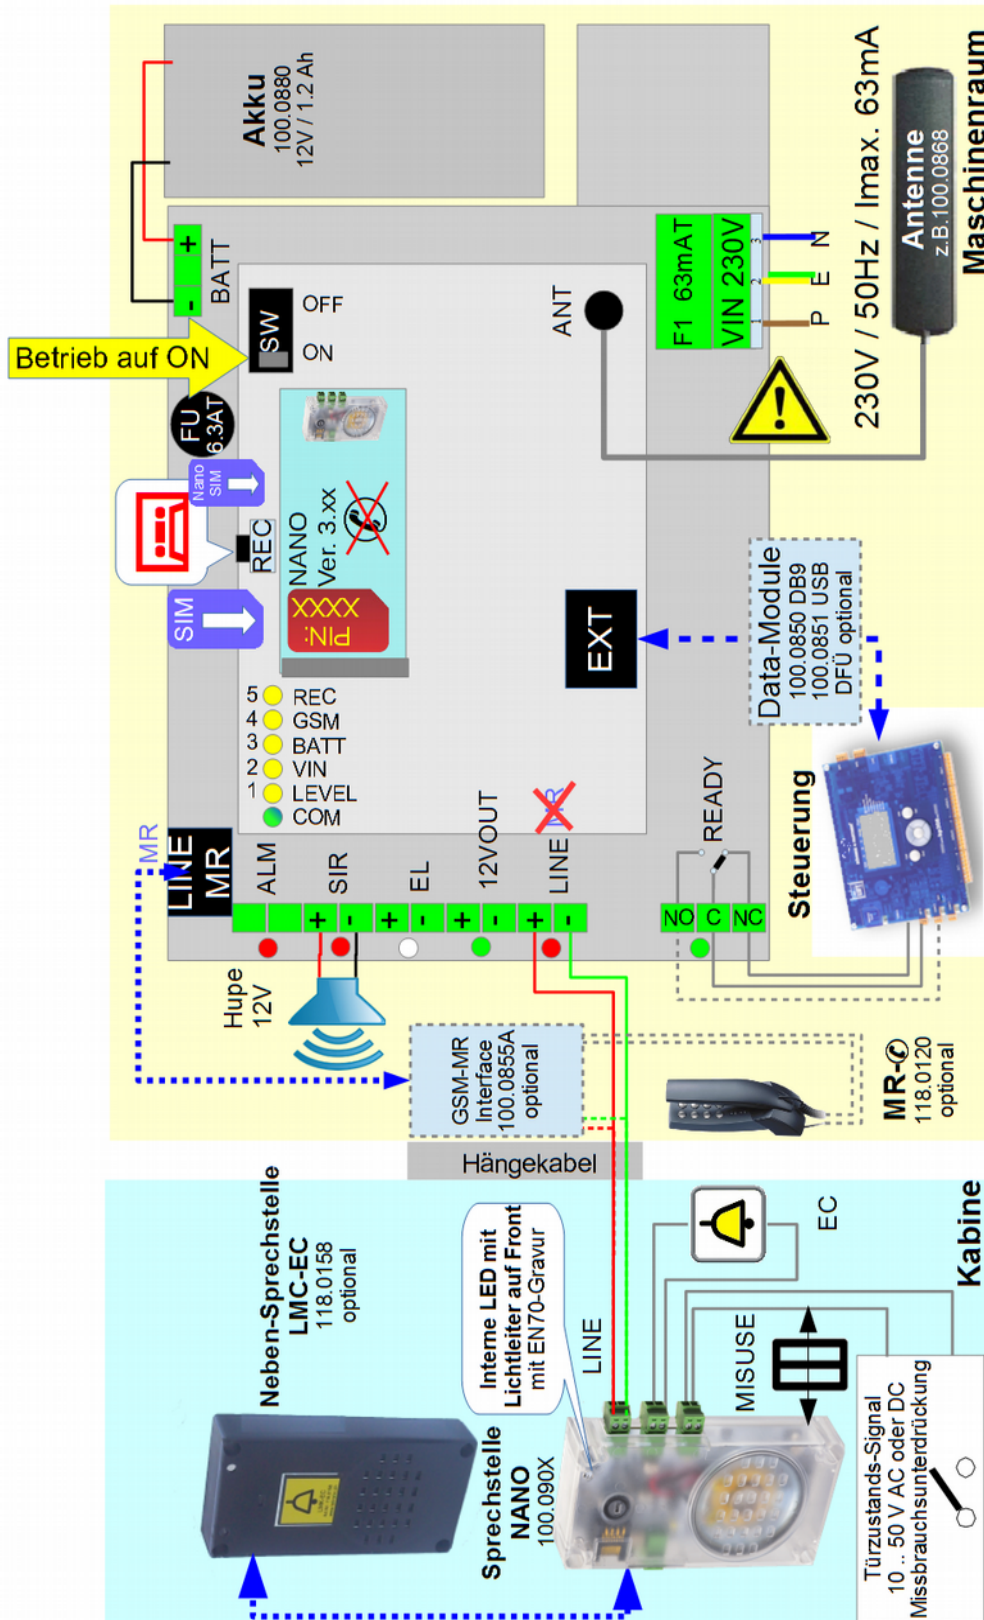 Akku
100.0880
12V / 1.2 Ah
- +
BATT
Betrieb auf ON
SW
OFF
ON
FU
6.3AT
Nano
SIM
REC
SIM
NANO
Ver. 3.xx
PIN:
XXXX
ANT
F1 63mAT
VIN 230V
1 2 3
P E N
230V / 50Hz / Imax. 63mA
Antenne
z.B.100.0868
Maschinenraum
EXT
Data-Module
100.0850 DB9
100.0851 USB
DFÜ optional
5 REC
4 GSM
3 BATT
2 VIN
1 LEVEL
COM
LINE
MR
MR
ALM
SIR
+ -
EL
+ -
12VOUT
+ -
LINE MR
+ -
READY
NO C NC
Steuerung
Hupe
12V
GSM-MR
Interface
100.0855A
optional
MR-✆
118.0120
optional
Hängekabel
Neben-Sprechstelle
LMC-EC
118.0158
optional
Interne LED mit
Lichtleiter auf Front
mit EN70-Gravur
LINE
EC
MISUSE
Kabine
Sprechstelle
NANO
100.090X
Türzustands-Signal
10 .. 50 V AC oder DC
Missbrauchsunterdrückung